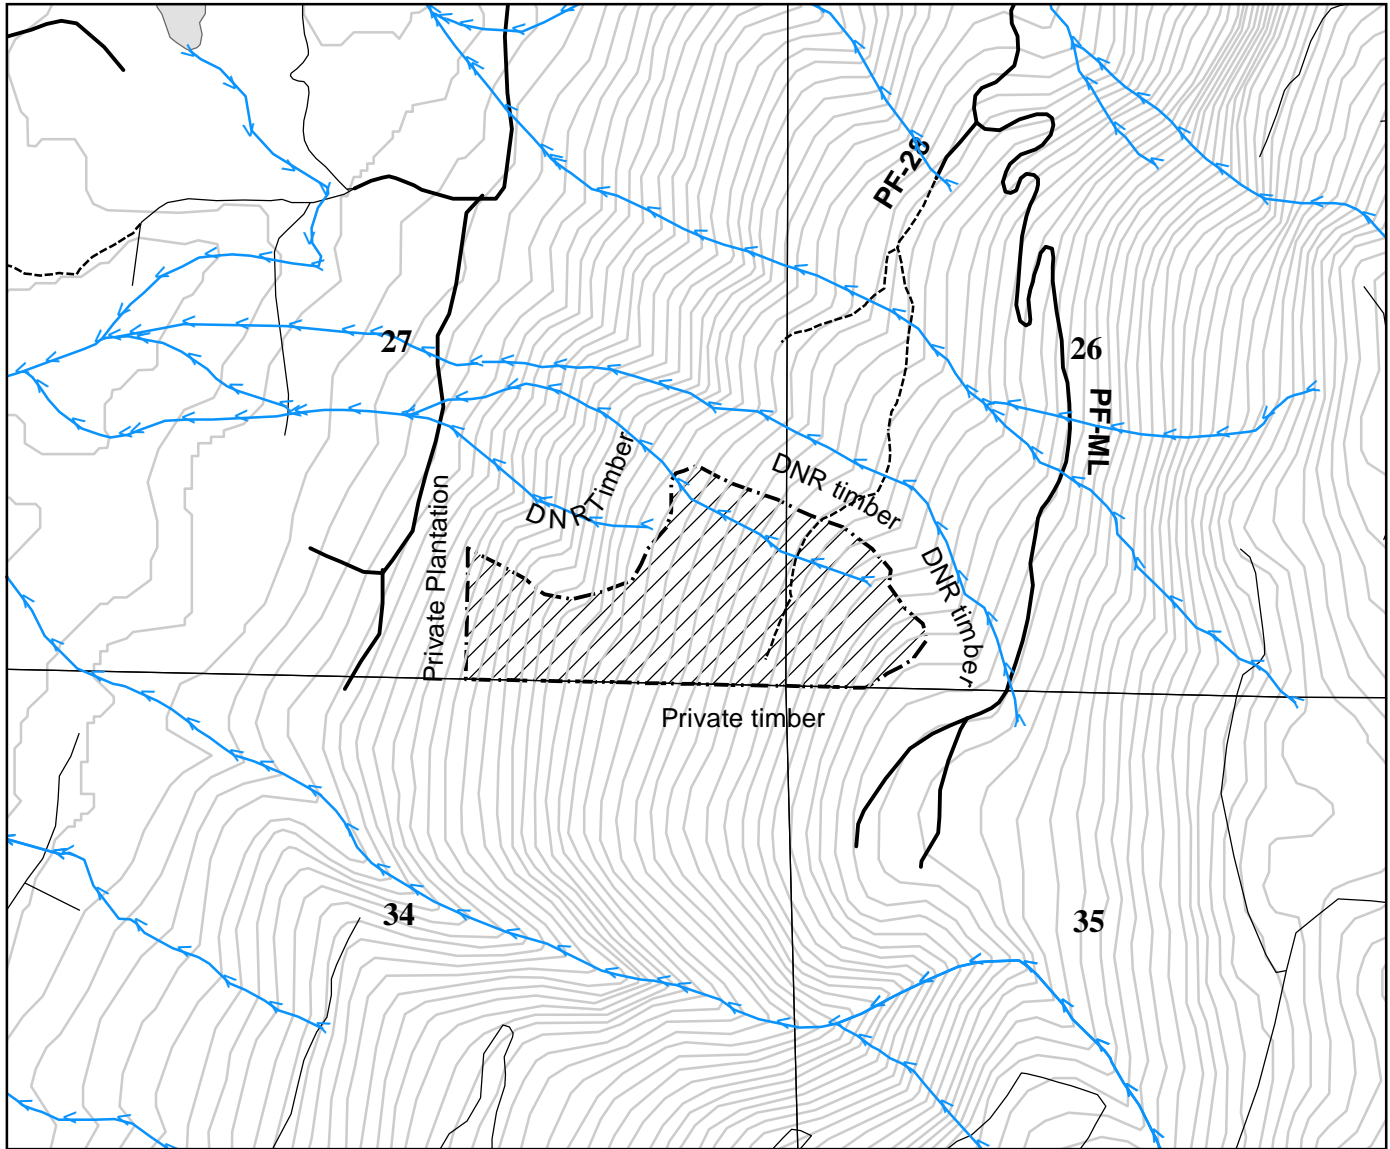 PF-28
27
26
PF-ML
DNR Timber
DNR timber
Private Plantation
DNR timber
Private timber
34
35